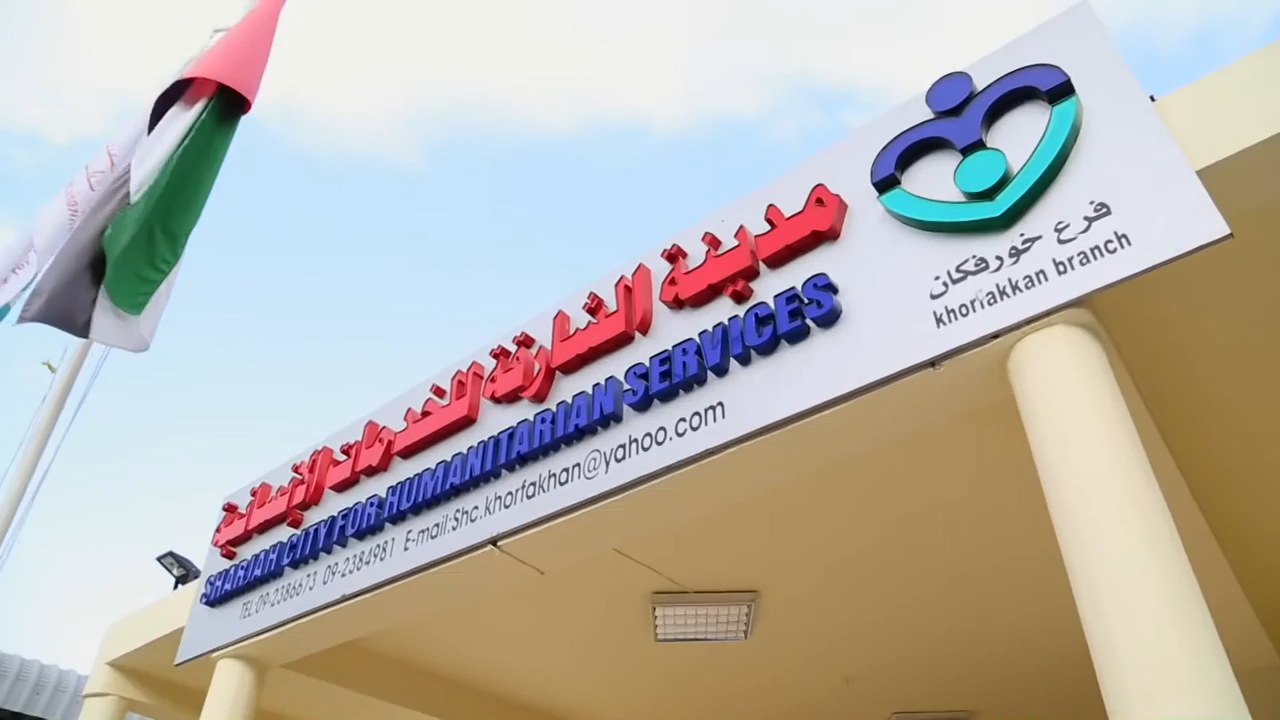 مدينة الشارقة للخدمات الإنسانية
SHARJAH CITY FOR HUMANITARIAN SERVICES
TEL:09-2386673 09-2384981 E-mail:Shc.khorfakhan@yahoo.com
فرع خورفكان
khorfakkan branch